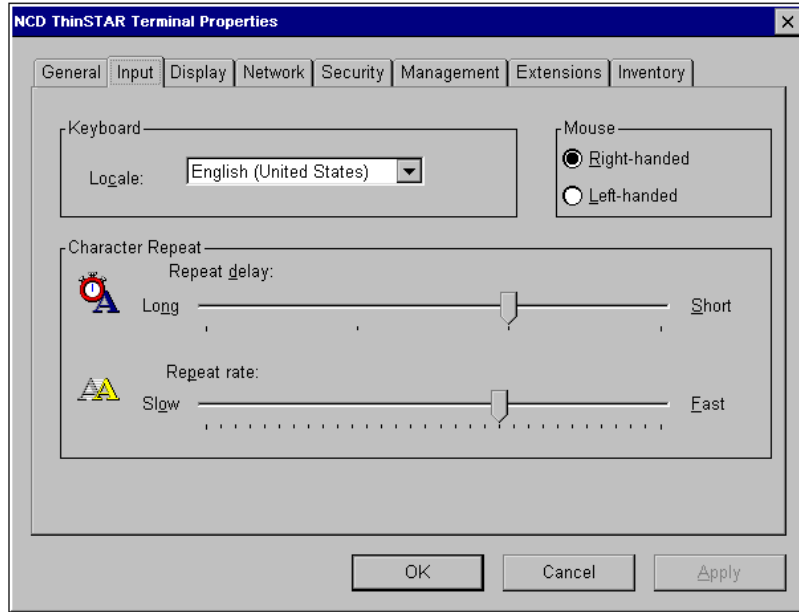 NCD ThinSTAR Terminal Properties
General Input Display Network Security Management Extensions Inventory
Keyboard
Locale: English (United States)
Mouse
Right-handed
Left-handed
Character Repeat
Repeat delay:
Long Short
Repeat rate:
Slow Fast
OK Cancel Apply